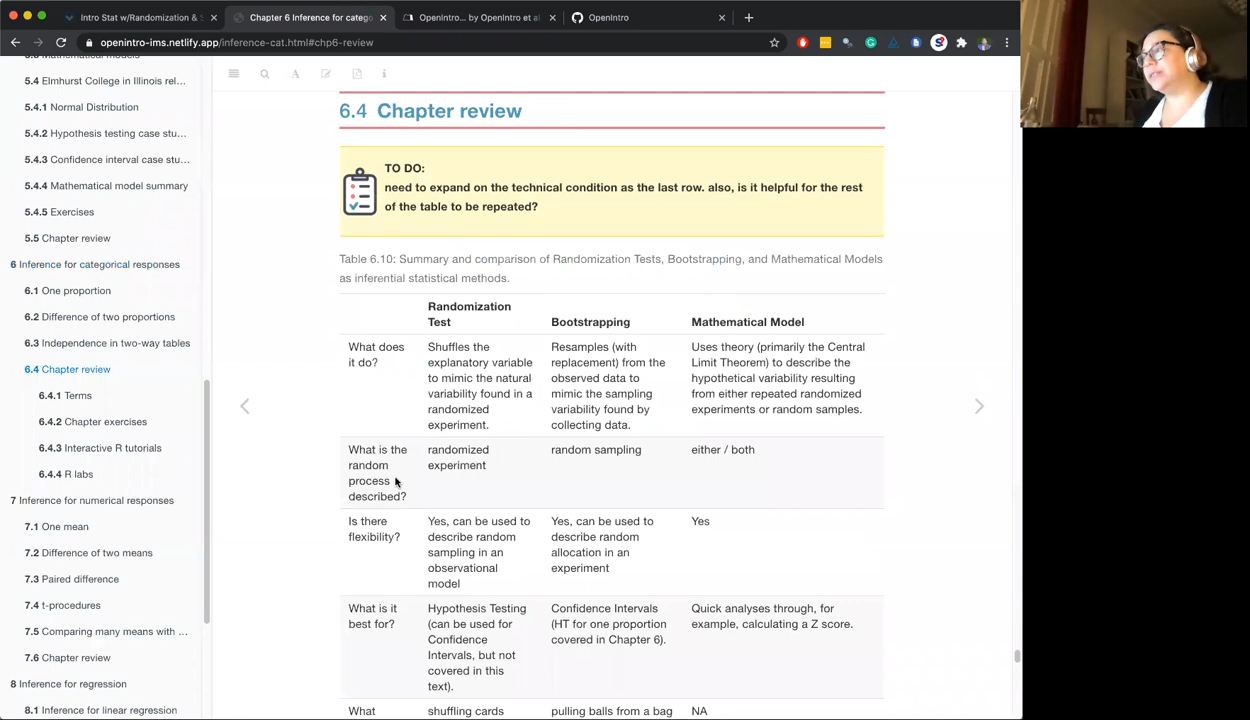 Intro Stat w/Randomization &
Chapter 6 Inference for catego
OpenIntro... by OpenIntro et al
OpenIntro
openintro-ims.netlify.app/inference-cat.html#chp6-review
5.4 Elmhurst College in Illinois rel...
5.4.1 Normal Distribution
5.4.2 Hypothesis testing case stu...
5.4.3 Confidence interval case stu...
5.4.4 Mathematical model summary
5.4.5 Exercises
5.5 Chapter review
6 Inference for categorical responses
6.1 One proportion
6.2 Difference of two proportions
6.3 Independence in two-way tables
6.4 Chapter review
6.4.1 Terms
6.4.2 Chapter exercises
6.4.3 Interactive R tutorials
6.4.4 R labs
7 Inference for numerical responses
7.1 One mean
7.2 Difference of two means
7.3 Paired difference
7.4 t-procedures
7.5 Comparing many means with ...
7.6 Chapter review
8 Inference for regression
8.1 Inference for linear regression
6.4 Chapter review
TO DO:
need to expand on the technical condition as the last row. also, is it helpful for the rest
of the table to be repeated?
Table 6.10: Summary and comparison of Randomization Tests, Bootstrapping, and Mathematical Models
as inferential statistical methods.
Randomization
Test
Bootstrapping
Mathematical Model
What does
it do?
Shuffles the
explanatory variable
to mimic the natural
variability found in a
randomized
experiment.
Resamples (with
replacement) from the
observed data to
mimic the sampling
variability found by
collecting data.
Uses theory (primarily the Central
Limit Theorem) to describe the
hypothetical variability resulting
from either repeated randomized
experiments or random samples.
What is the
random
process
described?
randomized
experiment
random sampling
either / both
Is there
flexibility?
Yes, can be used to
describe random
sampling in an
observational
model
Yes, can be used to
describe random
allocation in an
experiment
Yes
What is it
best for?
Hypothesis Testing
(can be used for
Confidence
Intervals, but not
covered in this
text).
Confidence Intervals
(HT for one proportion
covered in Chapter 6).
Quick analyses through, for
example, calculating a Z score.
What
shuffling cards
pulling balls from a bag
NA